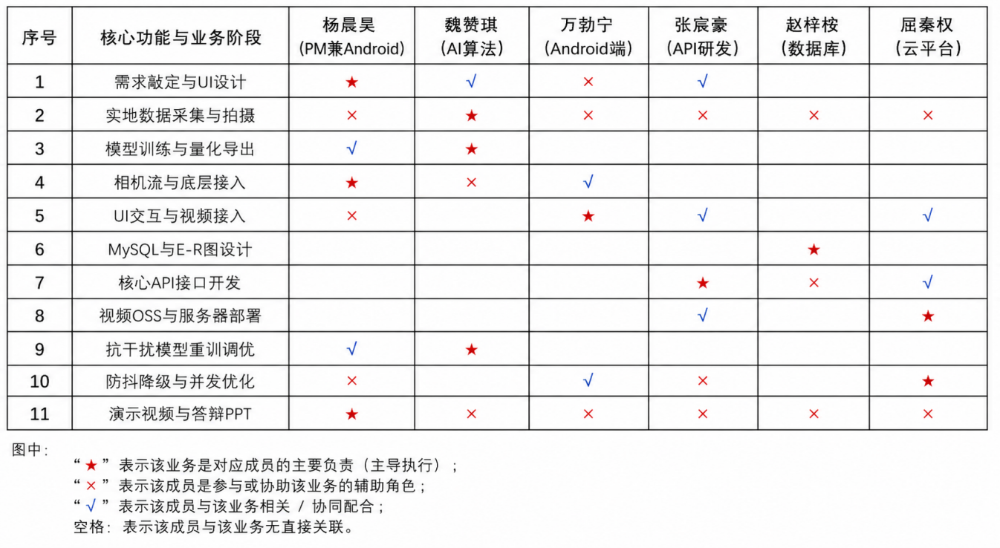 序号 核心功能与业务阶段 杨晨昊 (PM兼Android) 魏赞琪 (AI算法) 万勃宁 (Android端) 张宸豪 (API研发) 赵梓桉 (数据库) 屈秦权 (云平台)
1 需求敲定与UI设计 ★ √ × √
2 实地数据采集与拍摄 × ★ × × × ×
3 模型训练与量化导出 √ ★
4 相机流与底层接入 ★ × √
5 UI交互与视频接入 × ★ √ √
6 MySQL与E-R图设计 ★
7 核心API接口开发 ★ × √
8 视频OSS与服务器部署 √ ★
9 抗干扰模型重训调优 √ ★
10 防抖降级与并发优化 × √ × ★
11 演示视频与答辩PPT ★ × × × × ×
图中：
“★” 表示该业务是对应成员的主要负责（主导执行）;
“×” 表示该成员是参与或协助该业务的辅助角色;
“√” 表示该成员与该业务相关 / 协同配合;
空格: 表示该成员与该业务无直接关联。